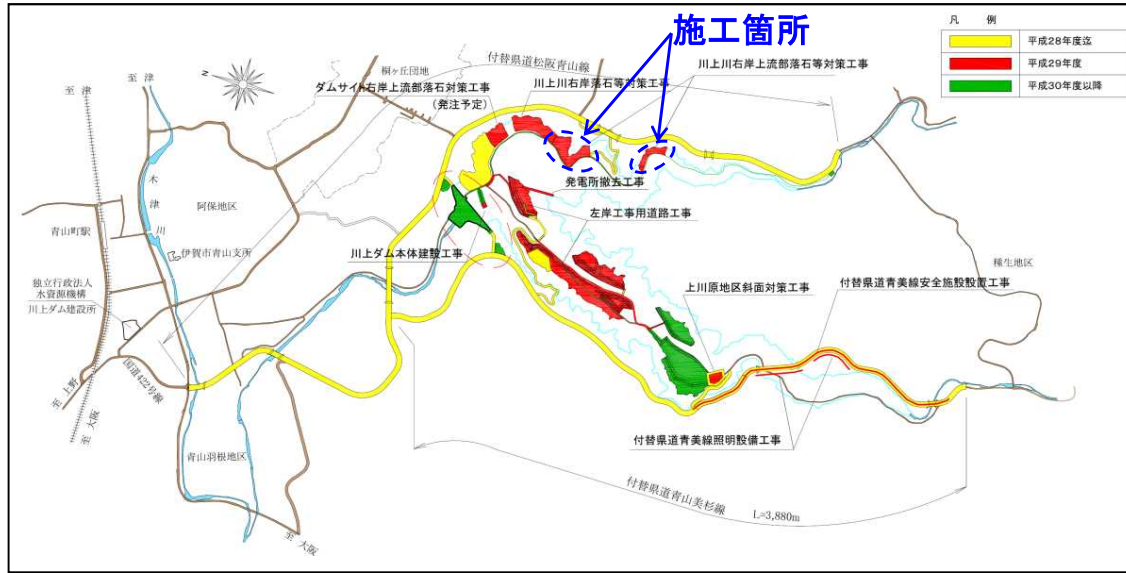 施工箇所
凡 例
平成28年度迄
平成29年度
平成30年度以降
至 津
至 津
桐ヶ丘団地
付替県道松阪青山線
川上川右岸上流部落石等対策工事
ダムサイト右岸上流部落石対策工事
(発注予定)
川上川右岸落石等対策工事
N
木津川
阿保地区
発電所撤去工事
青山町駅
伊賀市青山支所
左岸工事用道路工事
川上ダム本体建設工事
種生地区
独立行政法人
水資源機構
川上ダム建設所
上川原地区斜面対策工事
付替県道青美線安全施設設置工事
国道422号線
至 上野
至 大阪
付替県道青美線照明設備工事
青山羽根地区
付替県道青山美杉線
L=3,880m
至 大阪